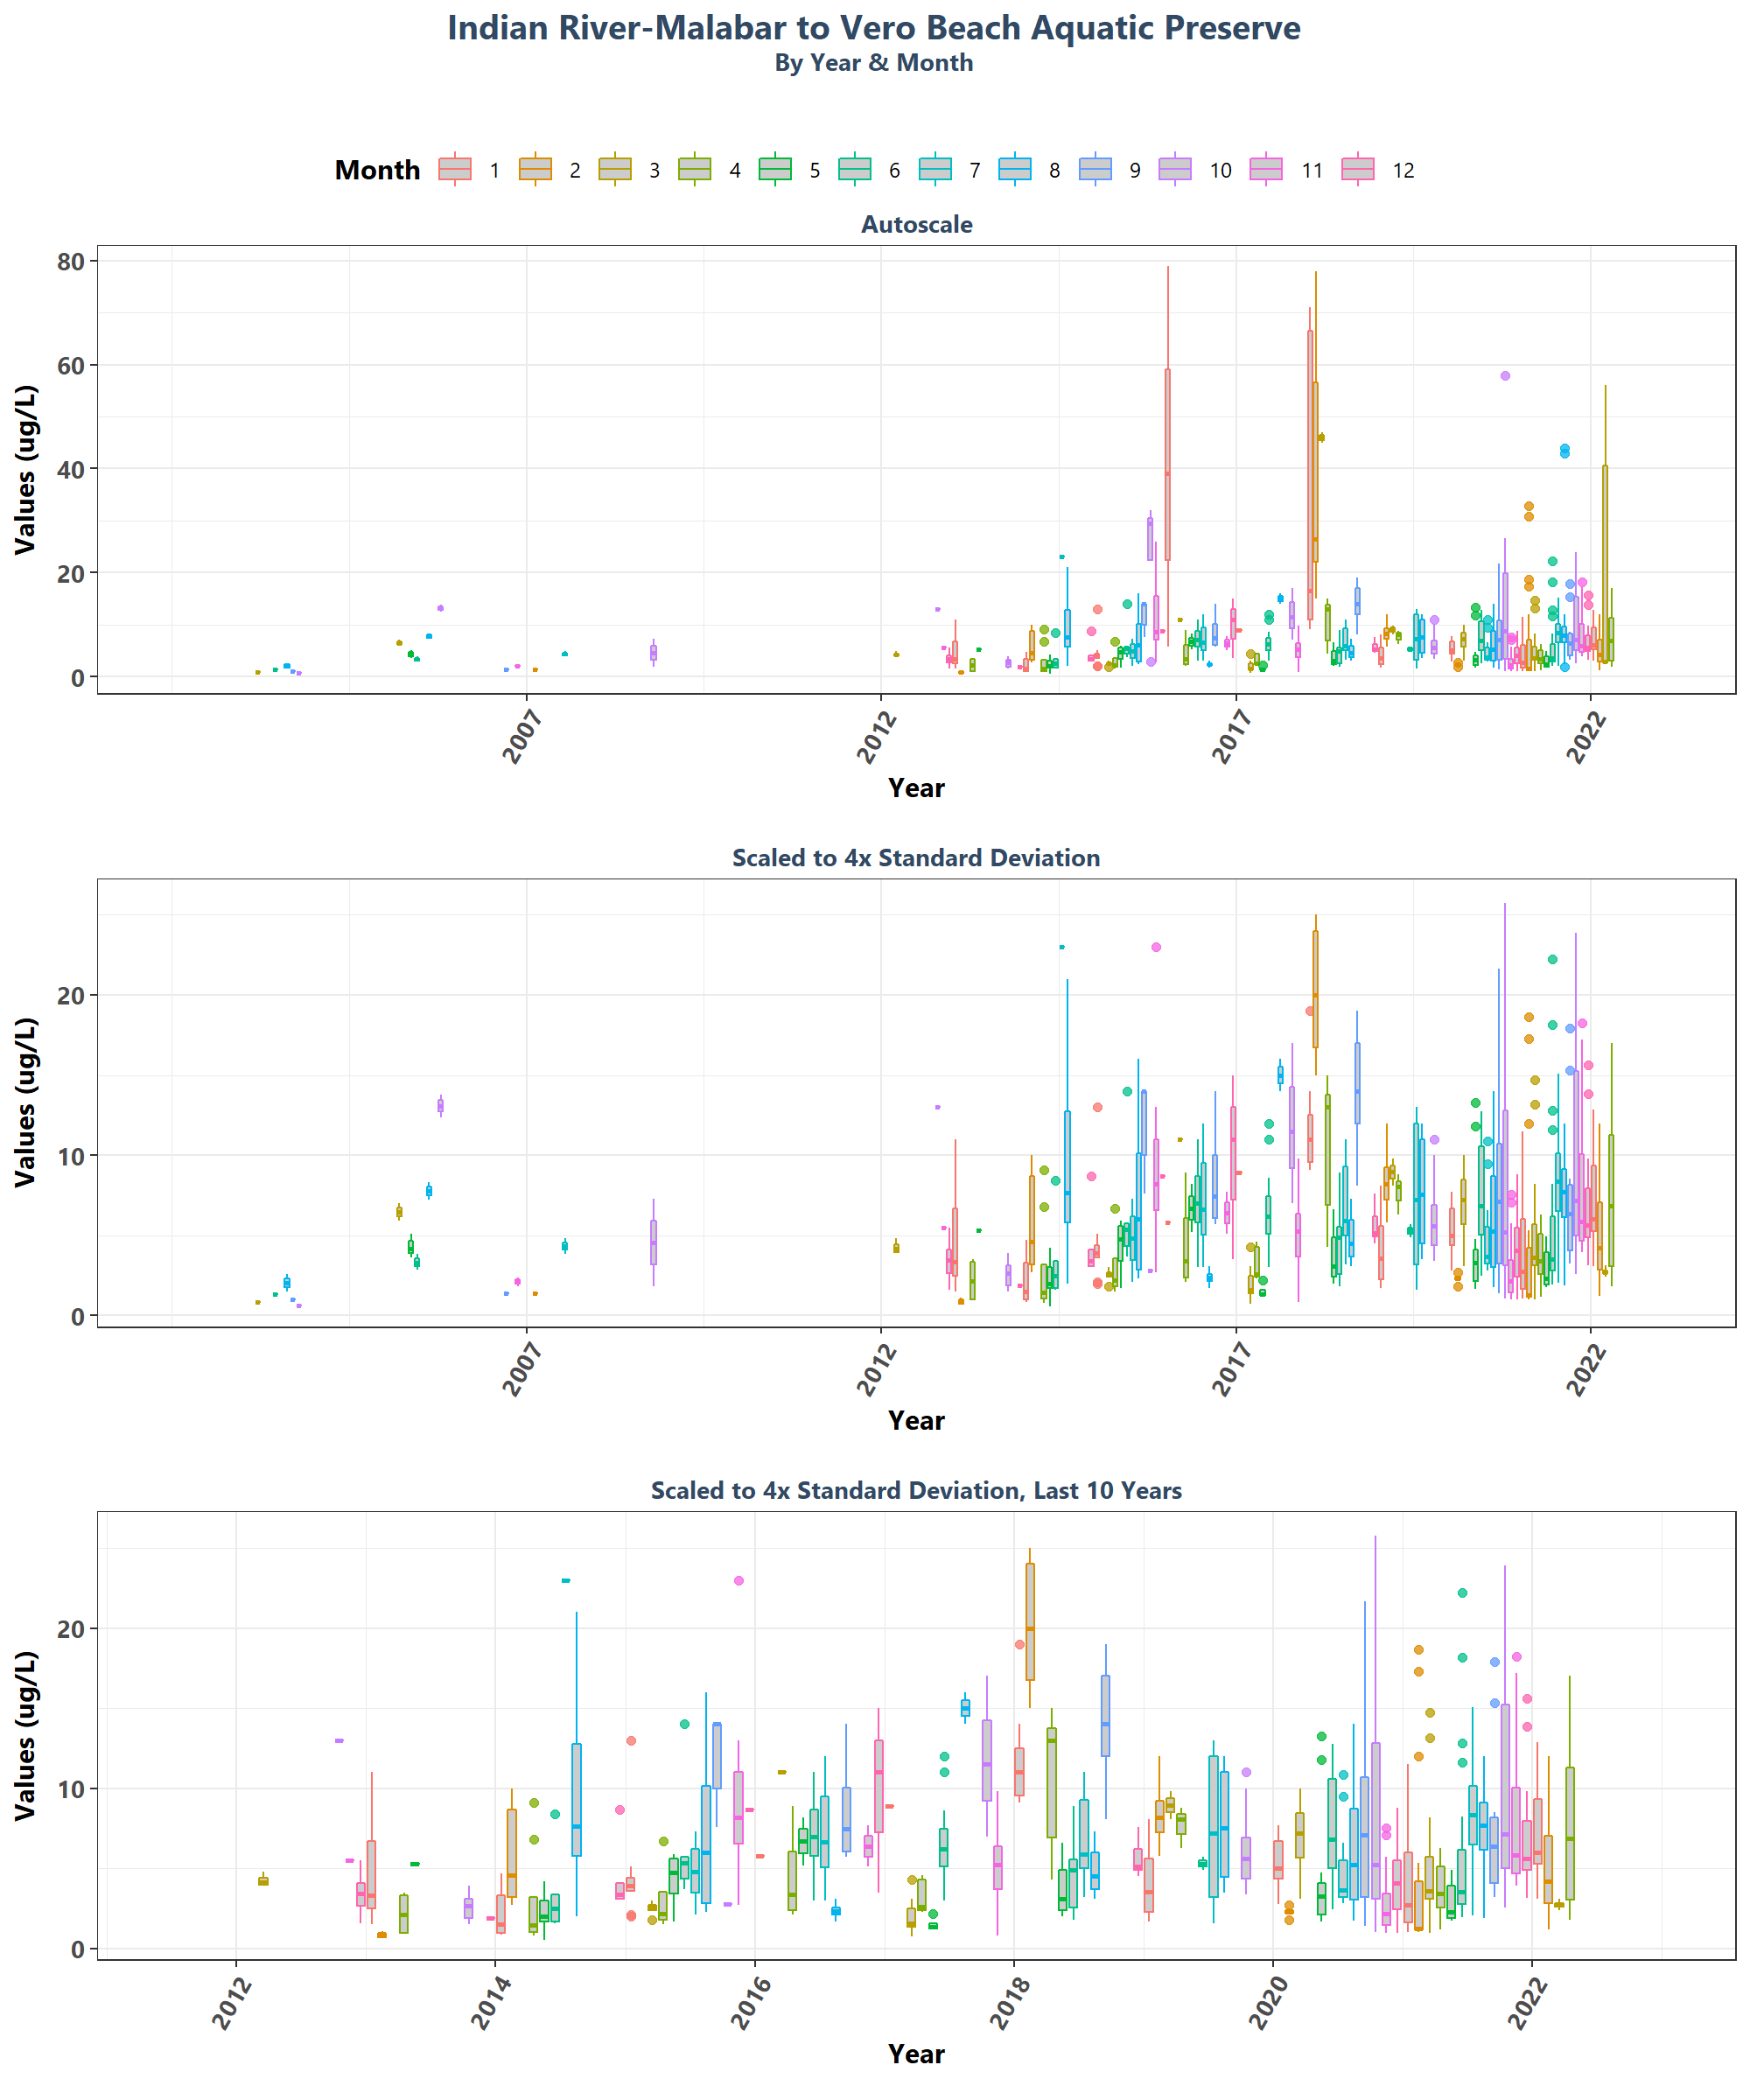 Indian River-Malabar to Vero Beach Aquatic Preserve
By Year & Month
Month 1 2 3 4 5 6 7 8 9 10 11 12
Autoscale
Values (ug/L)
80
60
40
20
0
2007 2012 2017 2022
Year
Scaled to 4x Standard Deviation
Values (ug/L)
20
10
0
2007 2012 2017 2022
Year
Scaled to 4x Standard Deviation, Last 10 Years
Values (ug/L)
20
10
0
2012 2014 2016 2018 2020 2022
Year